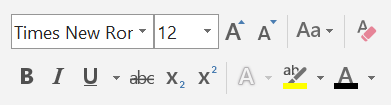 Times New Ror 12 A A Aa A
B I U abc X₂ X² A ab A